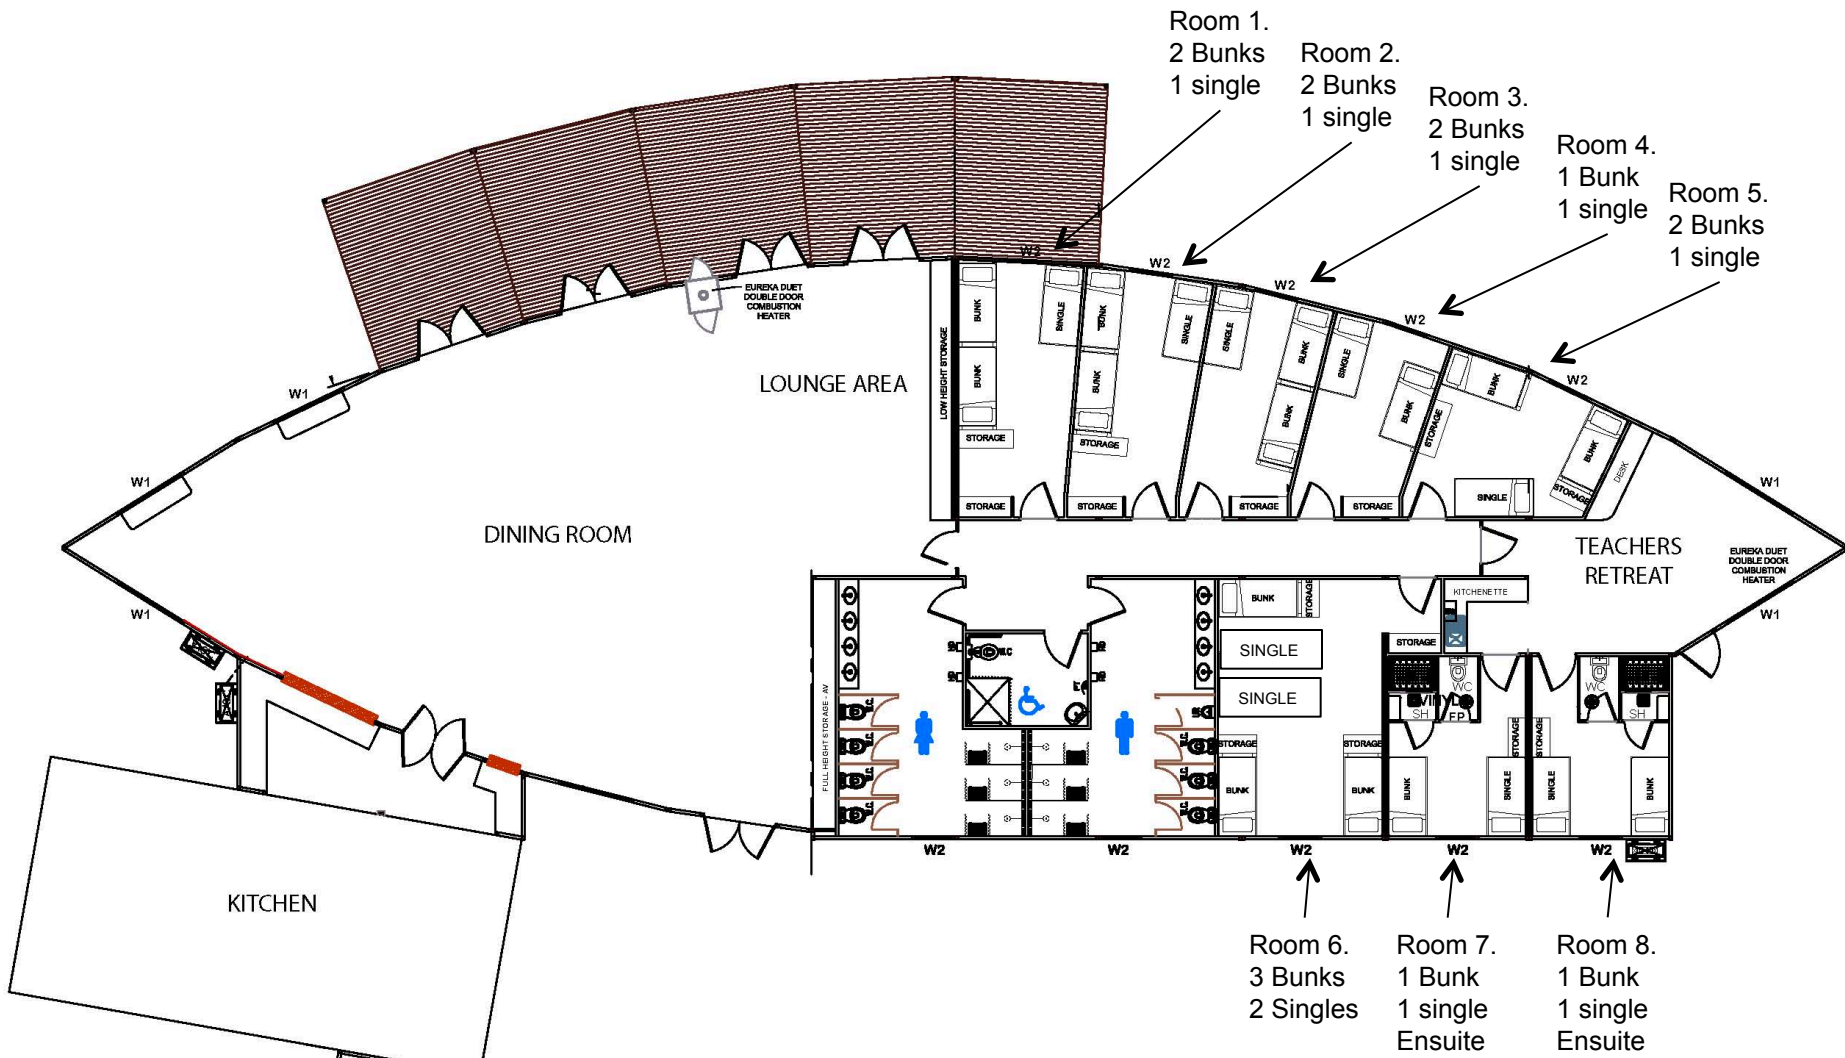 Room 1.
2 Bunks
1 single
Room 2.
2 Bunks
1 single
Room 3.
2 Bunks
1 single
Room 4.
1 Bunk
1 single
Room 5.
2 Bunks
1 single
W2
W2
W2
W2
W2
EUREKA DUET
DOUBLE DOOR
COMBUSTION
HEATER
LOUNGE AREA
LOW HEIGHT STORAGE
BUNK
SINGLE
BUNK
SINGLE
SINGLE
BUNK
SINGLE
BUNK
BUNK
BUNK
BUNK
BUNK
BUNK
SINGLE
STORAGE
STORAGE
STORAGE
STORAGE
DESK
STORAGE
STORAGE
STORAGE
STORAGE
STORAGE
W1
W1
W1
W1
W1
DINING ROOM
TEACHERS
RETREAT
EUREKA DUET
DOUBLE DOOR
COMBUSTION
HEATER
KITCHENETTE
BUNK
STORAGE
SINGLE
SINGLE
STORAGE
W.C
WC
SH
WC
SH
FULL HEIGHT STORAGE - AV
W.C.
W.C.
W.C.
W.C.
W.C.
W.C.
W.C.
STORAGE
STORAGE
STORAGE
STORAGE
BUNK
BUNK
BUNK
SINGLE
SINGLE
BUNK
W2
W2
W2
W2
W2
KITCHEN
Room 6.
3 Bunks
2 Singles
Room 7.
1 Bunk
1 single
Ensuite
Room 8.
1 Bunk
1 single
Ensuite